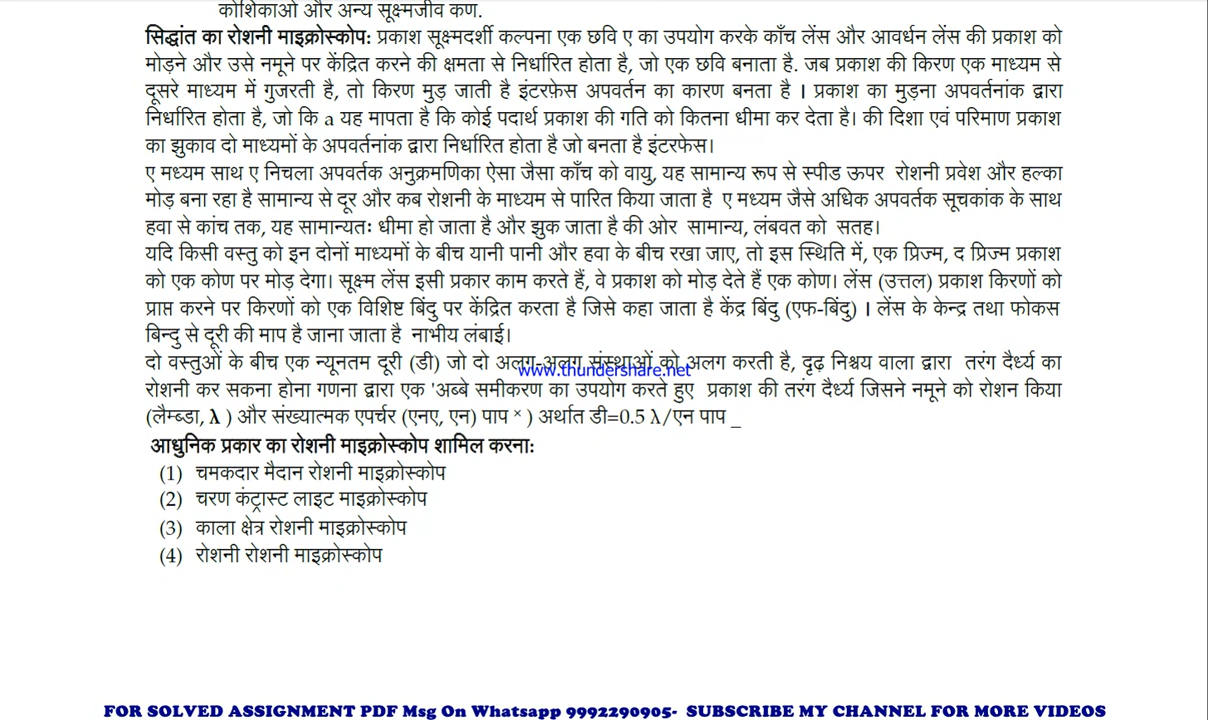 कोशिकाओं और अन्य सूक्ष्मजीव कण.
सिद्धांत का रोशनी माइक्रोस्कोप: प्रकाश सूक्ष्मदर्शी कल्पना एक छवि ए का उपयोग करके काँच लेंस और आवर्धन लेंस की प्रकाश को
मोड़ने और उसे नमूने पर केंद्रित करने की क्षमता से निर्धारित होता है, जो एक छवि बनाता है. जब प्रकाश की किरण एक माध्यम से
दूसरे माध्यम में गुजरती है, तो किरण मुड़ जाती है इंटरफ़ेस अपवर्तन का कारण बनता है । प्रकाश का मुड़ना अपवर्तनांक द्वारा
निर्धारित होता है, जो कि a यह मापता है कि कोई पदार्थ प्रकाश की गति को कितना धीमा कर देता है। की दिशा एवं परिमाण प्रकाश
का झुकाव दो माध्यमों के अपवर्तनांक द्वारा निर्धारित होता है जो बनता है इंटरफेस।
ए मध्यम साथ ए निचला अपवर्तक अनुक्रमणिका ऐसा जैसा काँच को वायु, यह सामान्य रूप से स्पीड ऊपर रोशनी प्रवेश और हल्का
मोड़ बना रहा है सामान्य से दूर और कब रोशनी के माध्यम से पारित किया जाता है ए मध्यम जैसे अधिक अपवर्तक सूचकांक के साथ
हवा से कांच तक, यह सामान्यतः धीमा हो जाता है और झुक जाता है की ओर सामान्य, लंबवत को सतह।
यदि किसी वस्तु को इन दोनों माध्यमों के बीच यानी पानी और हवा के बीच रखा जाए, तो इस स्थिति में, एक प्रिज्म, द प्रिज्म प्रकाश
को एक कोण पर मोड़ देगा। सूक्ष्म लेंस इसी प्रकार काम करते हैं, वे प्रकाश को मोड़ देते हैं एक कोण। लेंस (उत्तल) प्रकाश किरणों को
प्राप्त करने पर किरणों को एक विशिष्ट बिंदु पर केंद्रित करता है जिसे कहा जाता है केंद्र बिंदु (एफ-बिंदु) । लेंस के केन्द्र तथा फोकस
बिन्दु से दूरी की माप है जाना जाता है नाभीय लंबाई।
दो वस्तुओं के बीच एक न्यूनतम दूरी (डी) जो दो अलग-अलग संस्थाओं को अलग करती है, दृढ़ निश्चय वाला द्वारा तरंग दैर्ध्य का
www.thundershare.net
रोशनी कर सकना होना गणना द्वारा एक 'अब्बे समीकरण का उपयोग करते हुए प्रकाश की तरंग दैर्ध्य जिसने नमूने को रोशन किया
(लैम्ब्डा, λ ) और संख्यात्मक एपर्चर (एनए, एन) पाप ˣ ) अर्थात डी=0.5 λ/एन पाप _
आधुनिक प्रकार का रोशनी माइक्रोस्कोप शामिल करना:
(1) चमकदार मैदान रोशनी माइक्रोस्कोप
(2) चरण कंट्रास्ट लाइट माइक्रोस्कोप
(3) काला क्षेत्र रोशनी माइक्रोस्कोप
(4) रोशनी रोशनी माइक्रोस्कोप
FOR SOLVED ASSIGNMENT PDF Msg On Whatsapp 9992290905- SUBSCRIBE MY CHANNEL FOR MORE VIDEOS